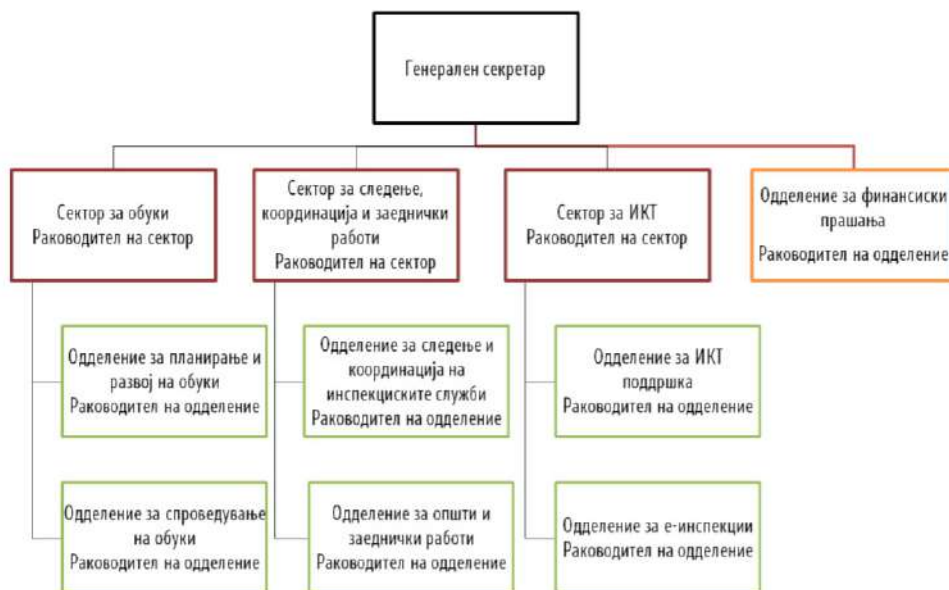 Генерален секретар
Сектор за обуки
Раководител на сектор
Сектор за следење,
координација и заеднички
работи
Раководител на сектор
Сектор за ИКТ
Раководител на сектор
Одделение за финансиски
прашања
Раководител на одделение
Одделение за планирање и
развој на обуки
Раководител на одделение
Одделение за следење и
координација на
инспекциските служби
Раководител на одделение
Одделение за ИКТ
поддршка
Раководител на одделение
Одделение за спроведување
на обуки
Раководител на одделение
Одделение за општи и
заеднички работи
Раководител на одделение
Одделение за е-инспекции
Раководител на одделение